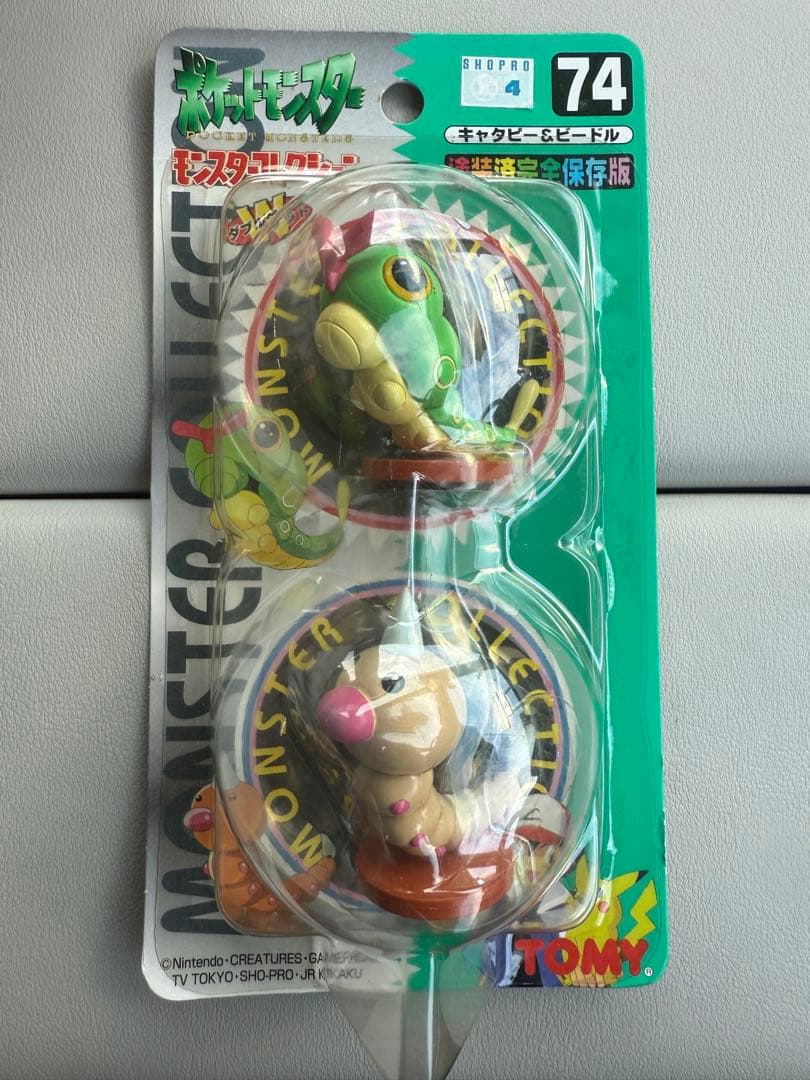 ポケットモンスター
POCKET MONSTERS
SHOPRO
4
74
キャタピー&ビードル
モンスターコレクション
塗装済完全保存版
W
MONSTER COLLECTION
MONSTER COLLECTION
MONSTER COLLECTION
©Nintendo・CREATURES・GAMEFREAK
TV TOKYO・SHO-PRO・JR KIKAKU
TOMY
®